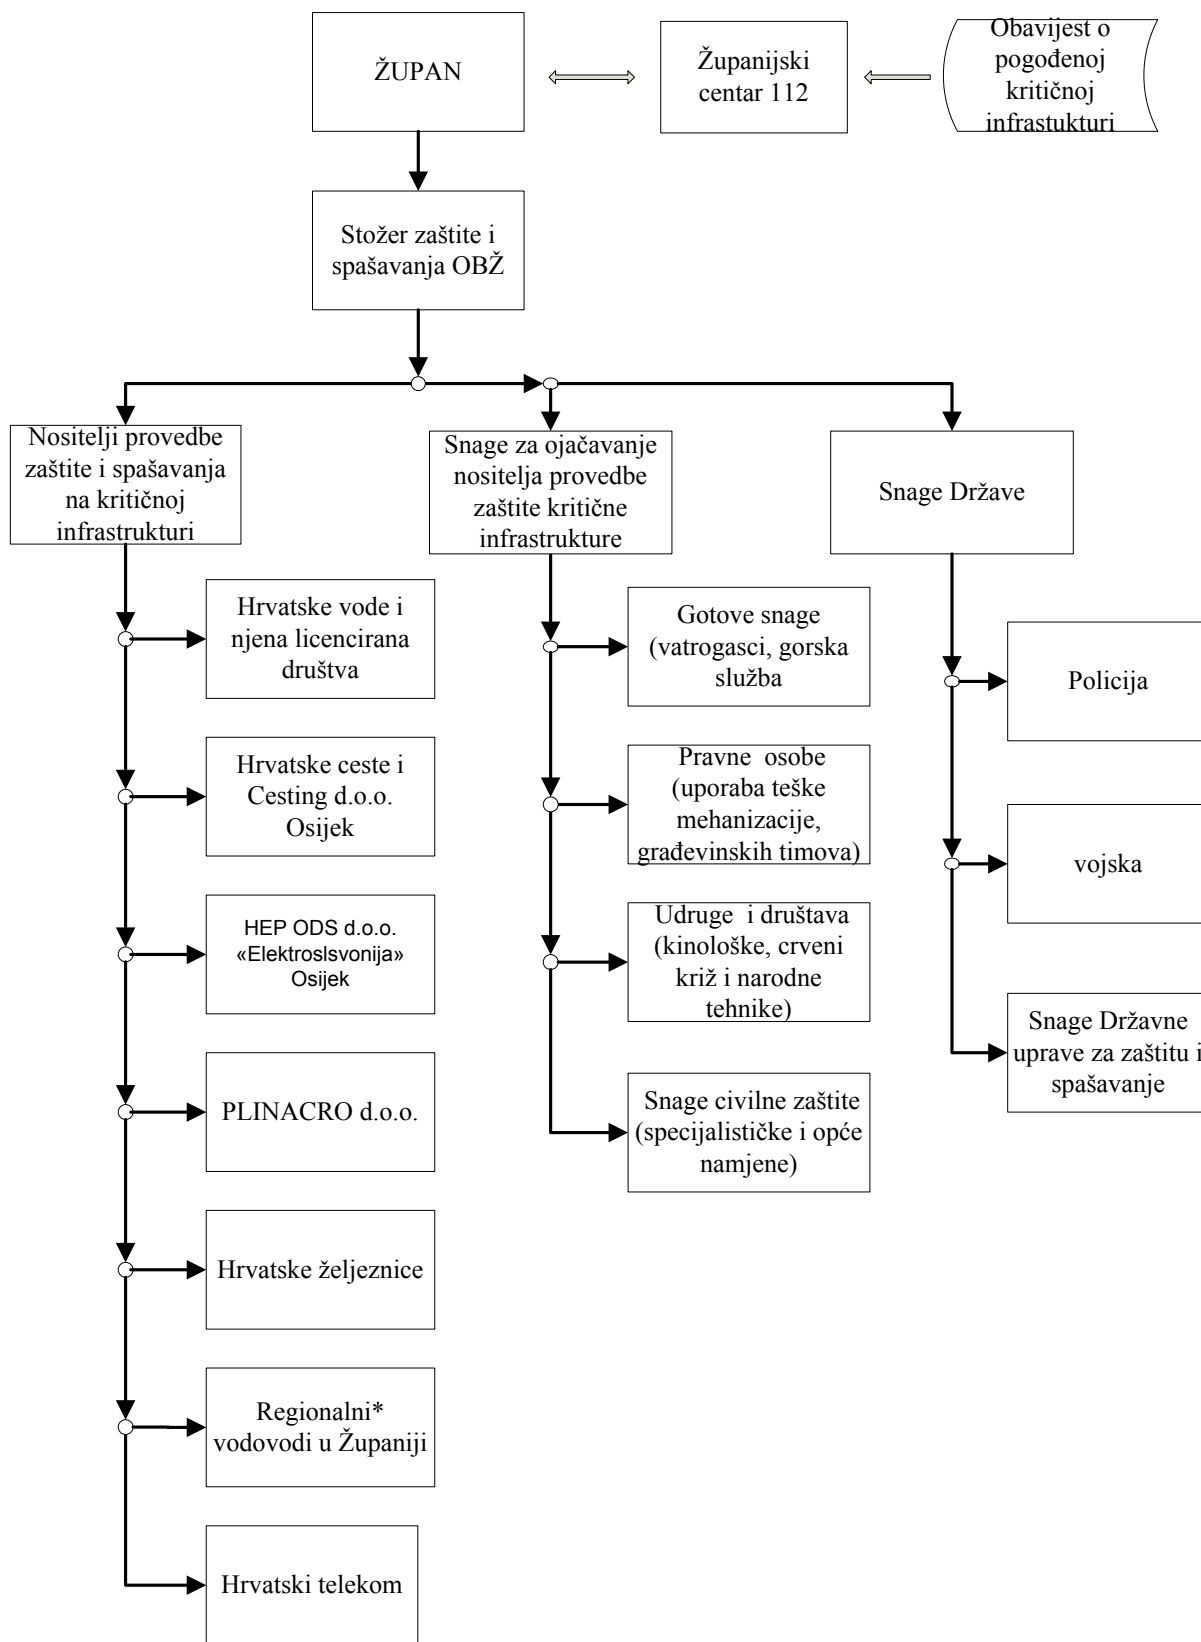 ŽUPAN
Županijski
centar 112
Obavijest o
pogođenoj
kritičnoj
infrastukturi
Stožer zaštite i
spašavanja OBŽ
Nositelji provedbe
zaštite i spašavanja
na kritičnoj
infrastrukturi
Snage za ojačavanje
nositelja provedbe
zaštite kritične
infrastrukture
Snage Države
Hrvatske vode i
njena licencirana
društva
Hrvatske ceste i
Cesting d.o.o.
Osijek
HEP ODS d.o.o.
«Elektroslsvonija»
Osijek
PLINACRO d.o.o.
Hrvatske željeznice
Regionalni*
vodovodi u Županiji
Hrvatski telekom
Gotove snage
(vatrogasci, gorska
služba
Pravne  osobe
(uporaba teške
mehanizacije,
građevinskih timova)
Udruge  i društava
(kinološke, crveni
križ i narodne
tehnike)
Snage civilne zaštite
(specijalističke i opće
namjene)
Policija
vojska
Snage Državne
uprave za zaštitu i
spašavanje